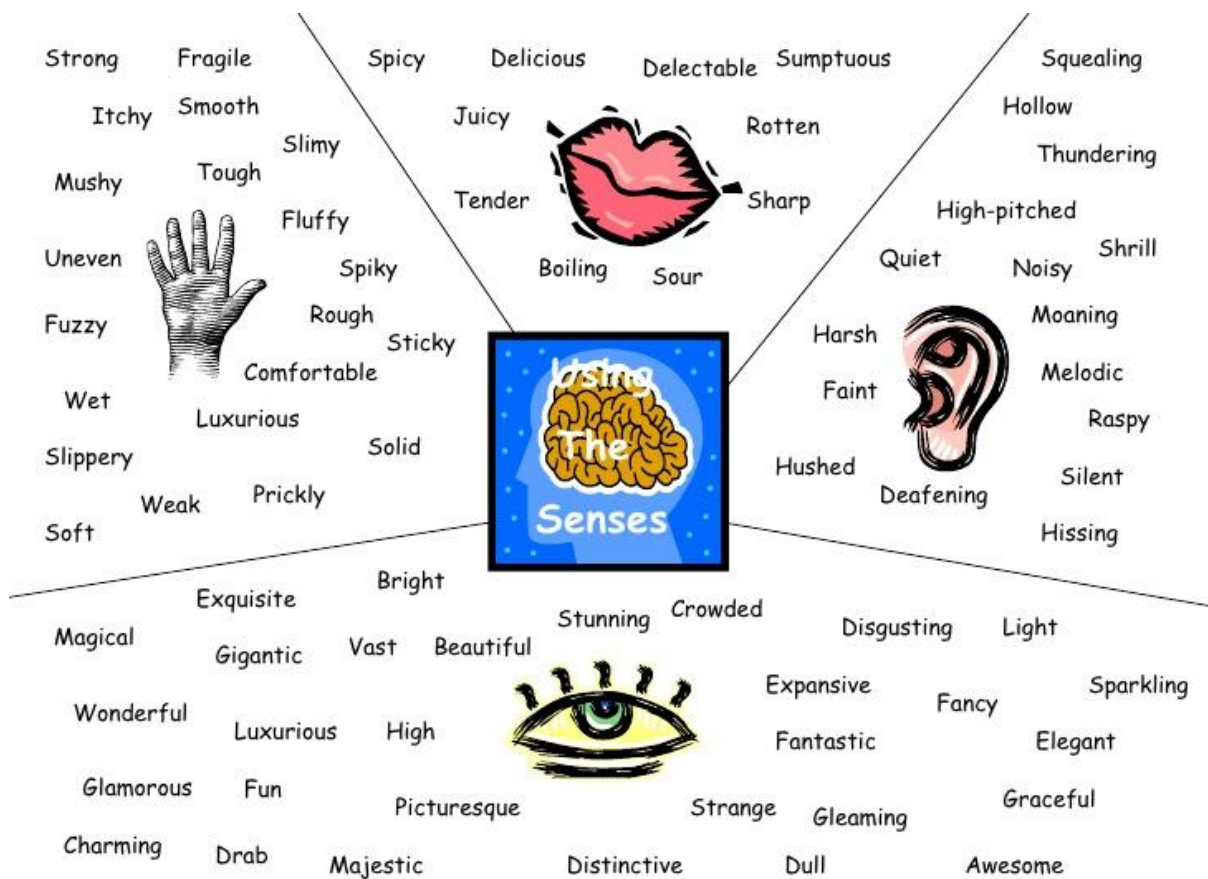 Strong
Fragile
Itchy
Smooth
Slimy
Mushy
Tough
Fluffy
Uneven
Spiky
Fuzzy
Rough
Sticky
Comfortable
Wet
Luxurious
Slippery
Solid
Weak
Prickly
Soft
Spicy
Delicious
Delectable
Sumptuous
Juicy
Rotten
Tender
Sharp
Boiling
Sour
Squealing
Hollow
Thundering
High-pitched
Quiet
Noisy
Shrill
Harsh
Moaning
Faint
Melodic
Raspy
Hushed
Deafening
Silent
Hissing
Using
The
Senses
Bright
Exquisite
Stunning
Crowded
Magical
Gigantic
Vast
Beautiful
Disgusting
Light
Expansive
Sparkling
Wonderful
Luxurious
High
Fancy
Fantastic
Elegant
Glamorous
Fun
Picturesque
Strange
Gleaming
Graceful
Charming
Drab
Majestic
Distinctive
Dull
Awesome